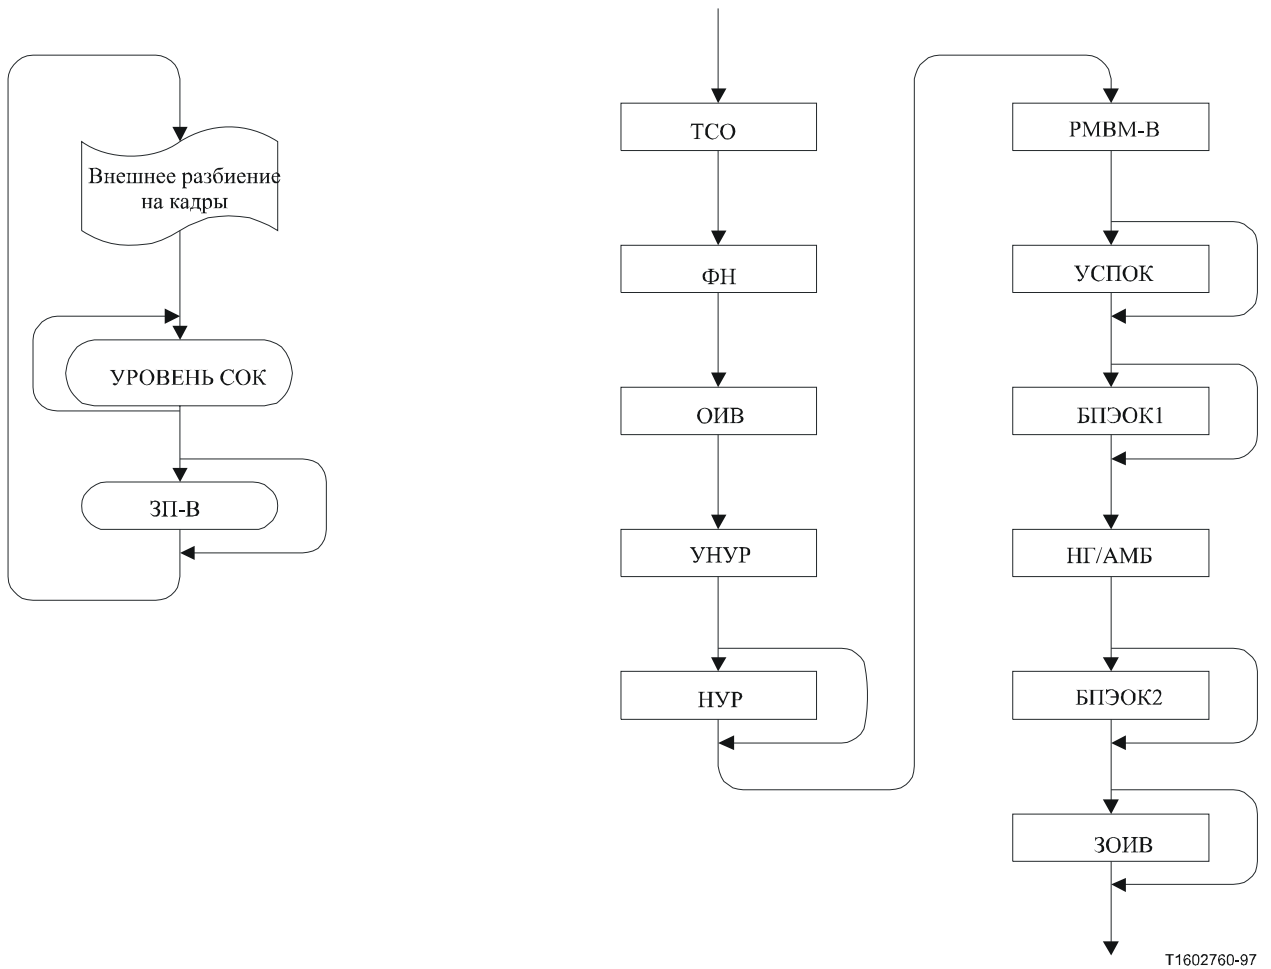 Внешнее разбиение
на кадры
УРОВЕНЬ СОК
ЗП-В
ТСО
ФН
ОИВ
УНУР
НУР
РМВМ-В
УСПОК
БПЭОК1
НГ/АМБ
БПЭОК2
ЗОИВ
T1602760-97